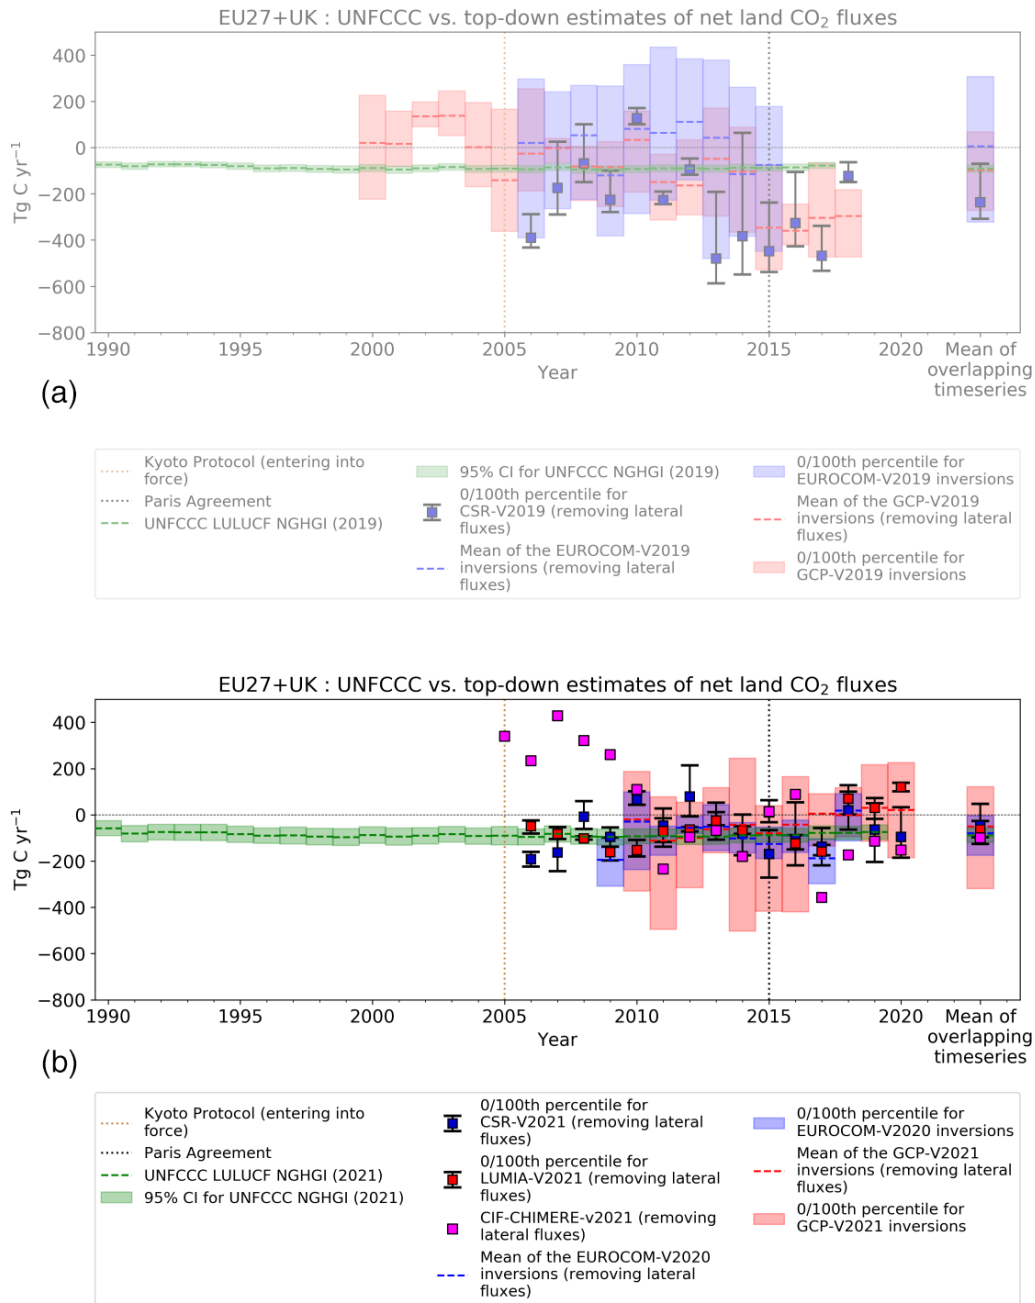 EU27+UK : UNFCCC vs. top-down estimates of net land CO₂ fluxes
400
200
0
−200
−400
−600
−800
Tg C yr⁻¹
1990
1995
2000
2005
2010
2015
2020
Mean of
overlapping
timeseries
Year
(a)
Kyoto Protocol (entering into
force)
Paris Agreement
UNFCCC LULUCF NGHGI (2019)
95% CI for UNFCCC NGHGI (2019)
0/100th percentile for
CSR-V2019 (removing lateral
fluxes)
Mean of the EUROCOM-V2019
inversions (removing lateral
fluxes)
0/100th percentile for
EUROCOM-V2019 inversions
Mean of the GCP-V2019
inversions (removing lateral
fluxes)
0/100th percentile for
GCP-V2019 inversions
EU27+UK : UNFCCC vs. top-down estimates of net land CO₂ fluxes
400
200
0
−200
−400
−600
−800
Tg C yr⁻¹
1990
1995
2000
2005
2010
2015
2020
Mean of
overlapping
timeseries
Year
(b)
Kyoto Protocol (entering into
force)
Paris Agreement
UNFCCC LULUCF NGHGI (2021)
95% CI for UNFCCC NGHGI (2021)
0/100th percentile for
CSR-V2021 (removing lateral
fluxes)
0/100th percentile for
LUMIA-V2021 (removing lateral
fluxes)
CIF-CHIMERE-v2021 (removing
lateral fluxes)
Mean of the EUROCOM-V2020
inversions (removing lateral
fluxes)
0/100th percentile for
EUROCOM-V2020 inversions
Mean of the GCP-V2021
inversions (removing lateral
fluxes)
0/100th percentile for
GCP-V2021 inversions